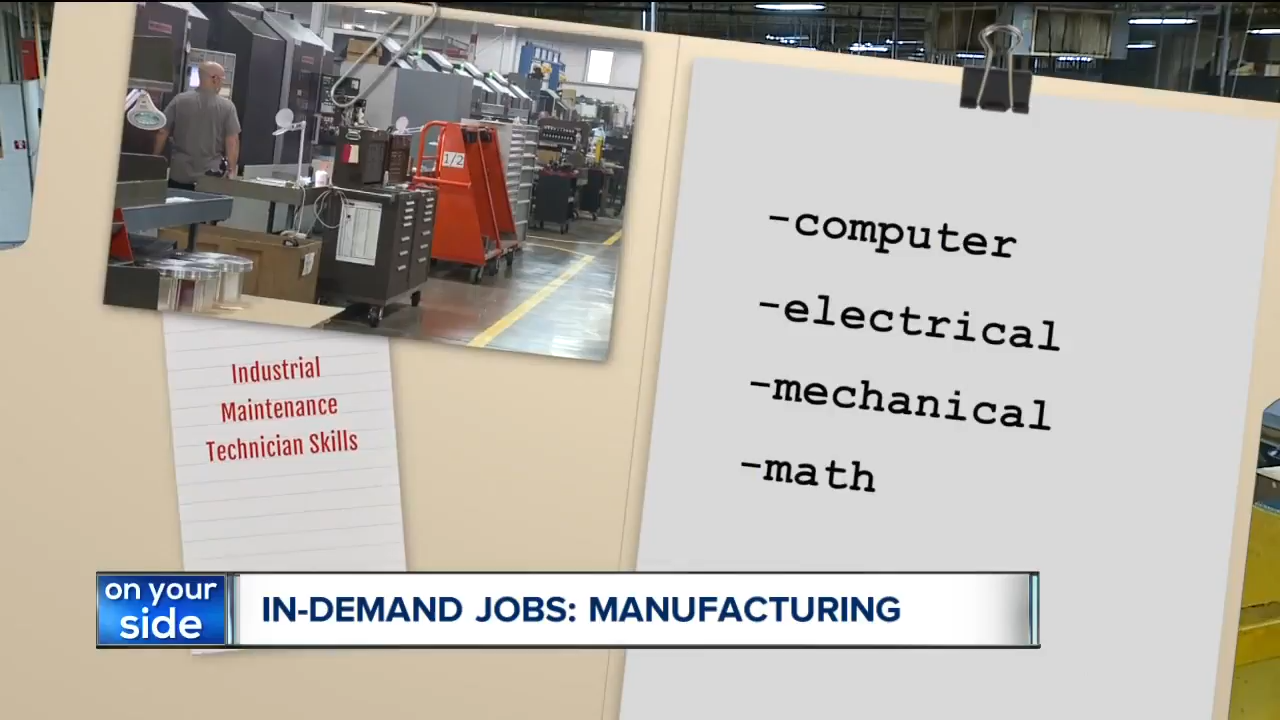 1/2
Industrial
Maintenance
Technician Skills
-computer
-electrical
-mechanical
-math
on your
side
IN-DEMAND JOBS: MANUFACTURING